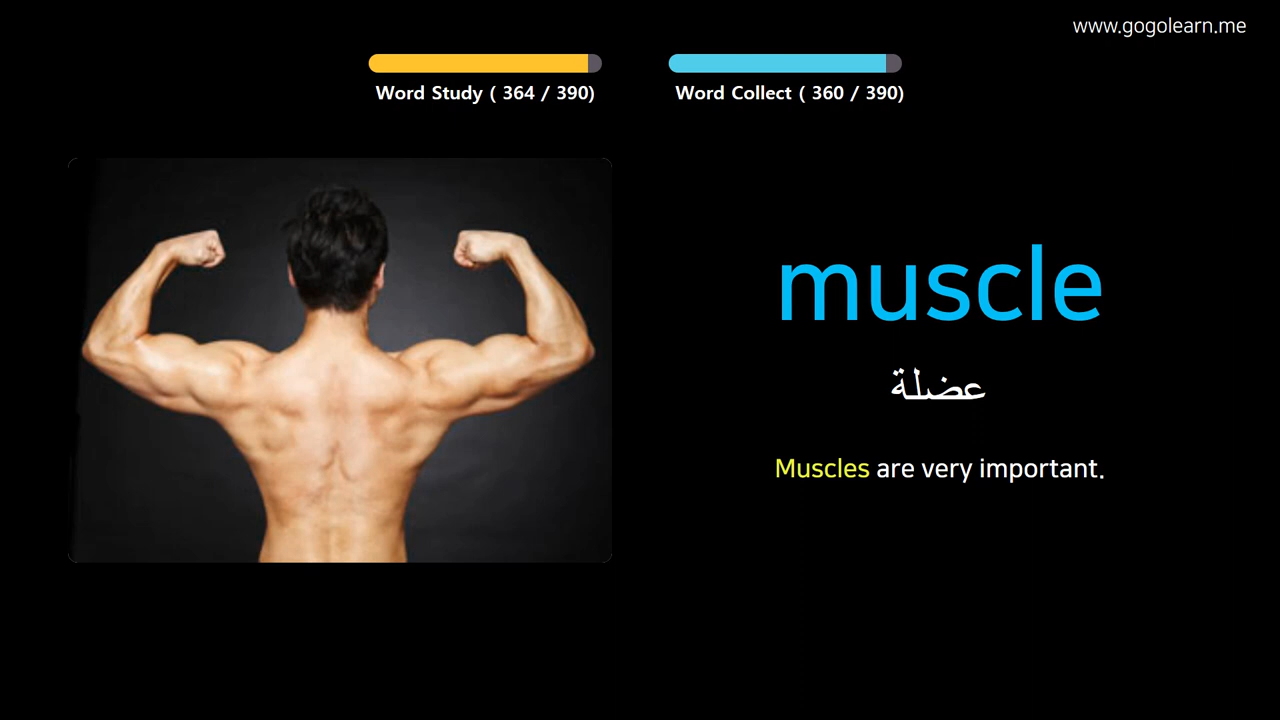 www.gogolearn.me
Word Study ( 364 / 390)
Word Collect ( 360 / 390)
muscle
عضلة
Muscles are very important.